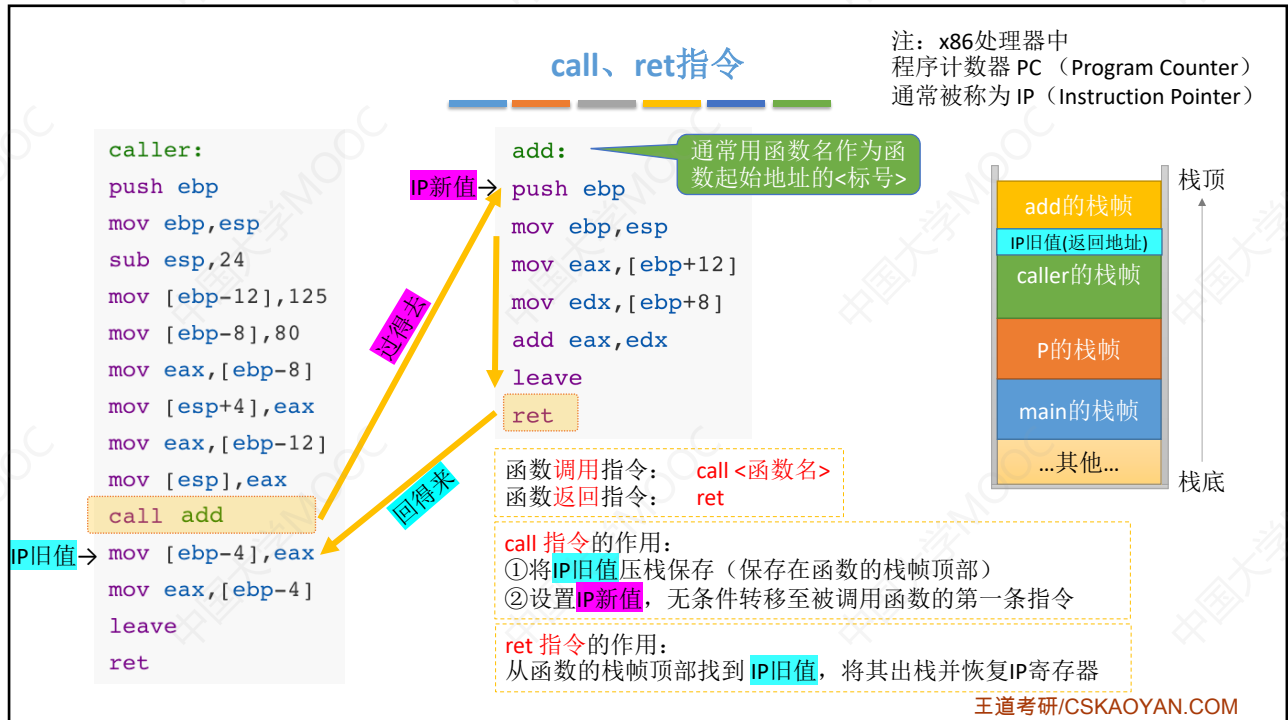 call、ret指令
注：x86处理器中
程序计数器 PC （Program Counter）
通常被称为 IP（Instruction Pointer）
caller:
push ebp
mov ebp,esp
sub esp,24
mov [ebp-12],125
mov [ebp-8],80
mov eax,[ebp-8]
mov [esp+4],eax
mov eax,[ebp-12]
mov [esp],eax
call add
IP旧值→ mov [ebp-4],eax
mov eax,[ebp-4]
leave
ret
过得去
回得来
add:
通常用函数名作为函
数起始地址的<标号>
IP新值→ push ebp
mov ebp,esp
mov eax,[ebp+12]
mov edx,[ebp+8]
add eax,edx
leave
ret
栈顶
add的栈帧
IP旧值(返回地址)
caller的栈帧
P的栈帧
main的栈帧
...其他...
栈底
函数调用指令： call <函数名>
函数返回指令： ret
call 指令的作用：
①将IP旧值压栈保存（保存在函数的栈帧顶部）
②设置IP新值，无条件转移至被调用函数的第一条指令
ret 指令的作用：
从函数的栈帧顶部找到 IP旧值，将其出栈并恢复IP寄存器
王道考研/CSKAOYAN.COM
中国大学MOOC